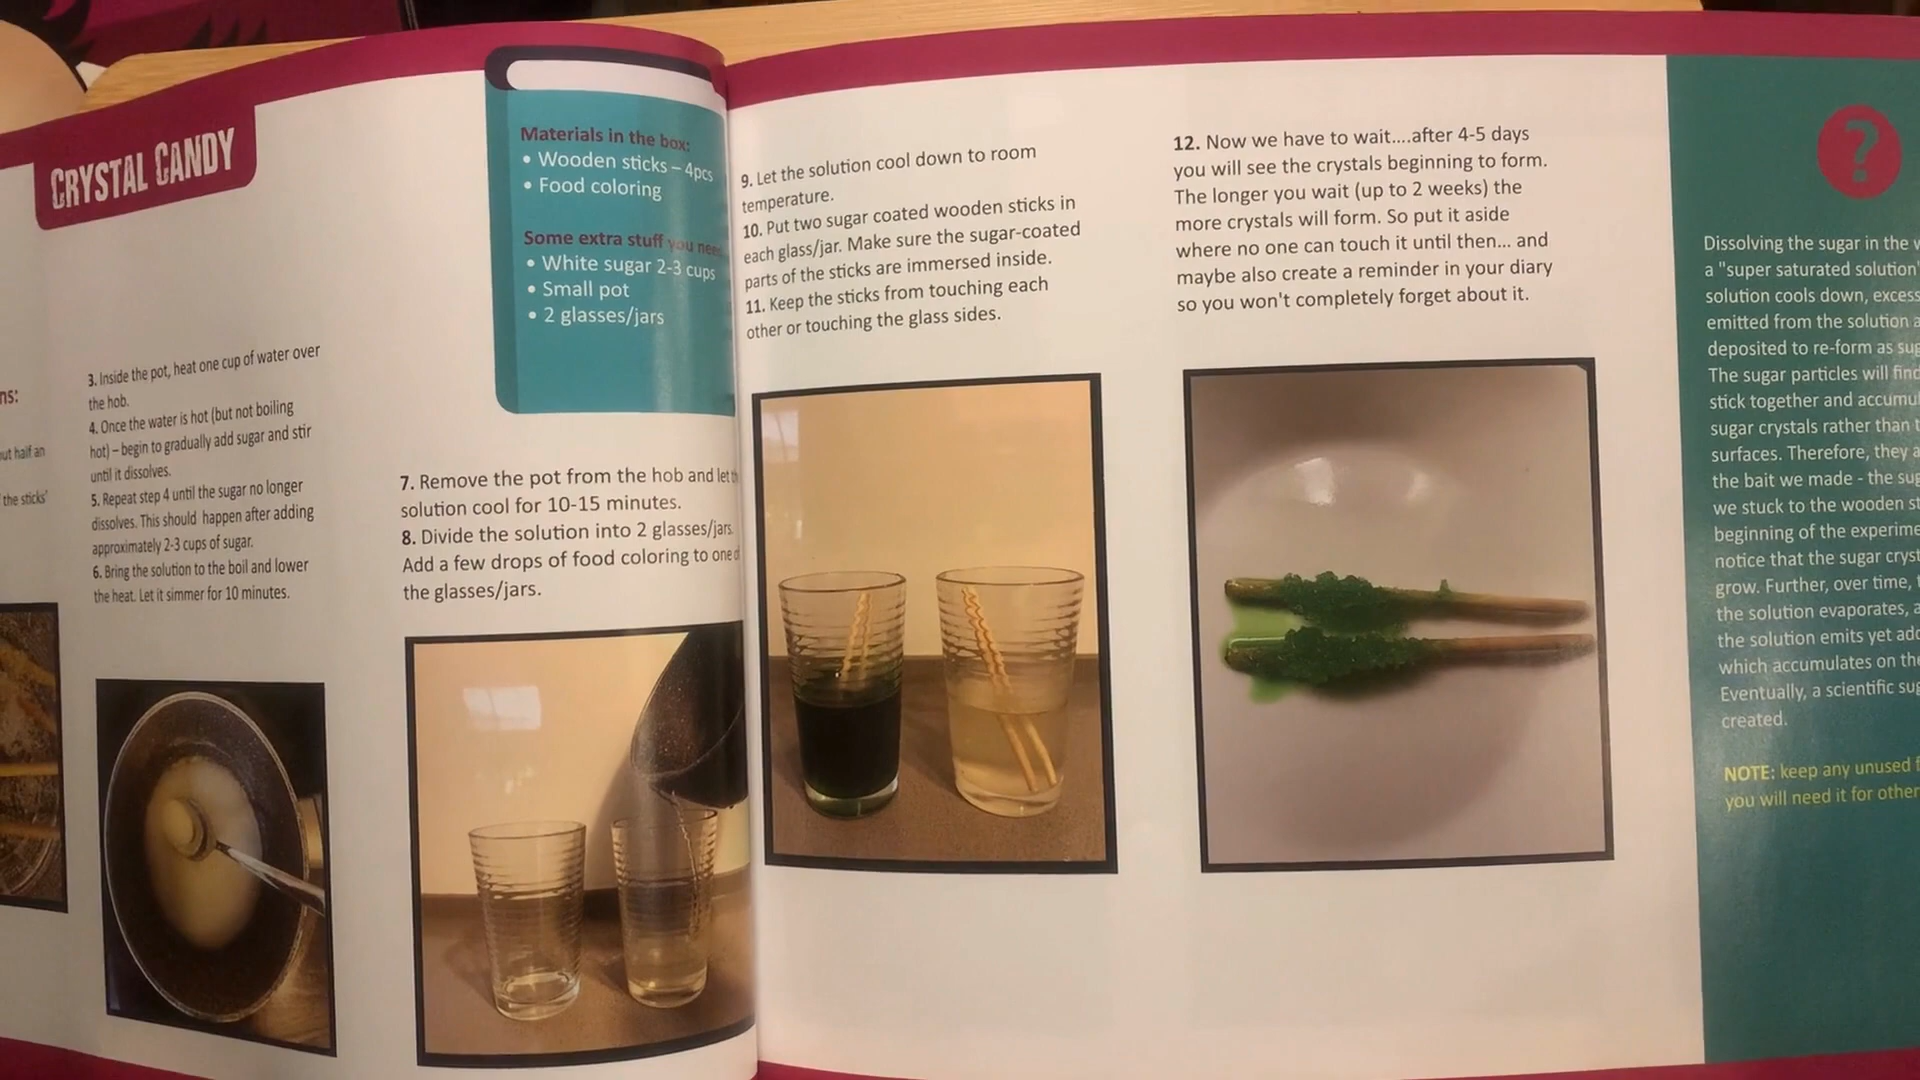 CRYSTAL CANDY
ns:
ut half an
the sticks'
3. Inside the pot, heat one cup of water over
the hob.
4. Once the water is hot (but not boiling
hot) – begin to gradually add sugar and stir
until it dissolves.
5. Repeat step 4 until the sugar no longer
dissolves. This should happen after adding
approximately 2-3 cups of sugar.
6. Bring the solution to the boil and lower
the heat. Let it simmer for 10 minutes.
Materials in the box:
• Wooden sticks – 4pcs
• Food coloring
Some extra stuff you need
• White sugar 2-3 cups
• Small pot
• 2 glasses/jars
7. Remove the pot from the hob and let the
solution cool for 10-15 minutes.
8. Divide the solution into 2 glasses/jars.
Add a few drops of food coloring to one of
the glasses/jars.
9. Let the solution cool down to room
temperature.
10. Put two sugar coated wooden sticks in
each glass/jar. Make sure the sugar-coated
parts of the sticks are immersed inside.
11. Keep the sticks from touching each
other or touching the glass sides.
12. Now we have to wait....after 4-5 days
you will see the crystals beginning to form.
The longer you wait (up to 2 weeks) the
more crystals will form. So put it aside
where no one can touch it until then... and
maybe also create a reminder in your diary
so you won't completely forget about it.
?
Dissolving the sugar in the
a "super saturated solution"
solution cools down, excess
emitted from the solution
deposited to re-form as
The sugar particles will find
stick together and
sugar crystals rather than
surfaces. Therefore, they
the bait we made - the
we stuck to the wooden
beginning of the
notice that the sugar
grow. Further, over time,
the solution evaporates,
the solution emits yet
which accumulates on the
Eventually, a scientific
created.
NOTE: keep any unused
you will need it for other